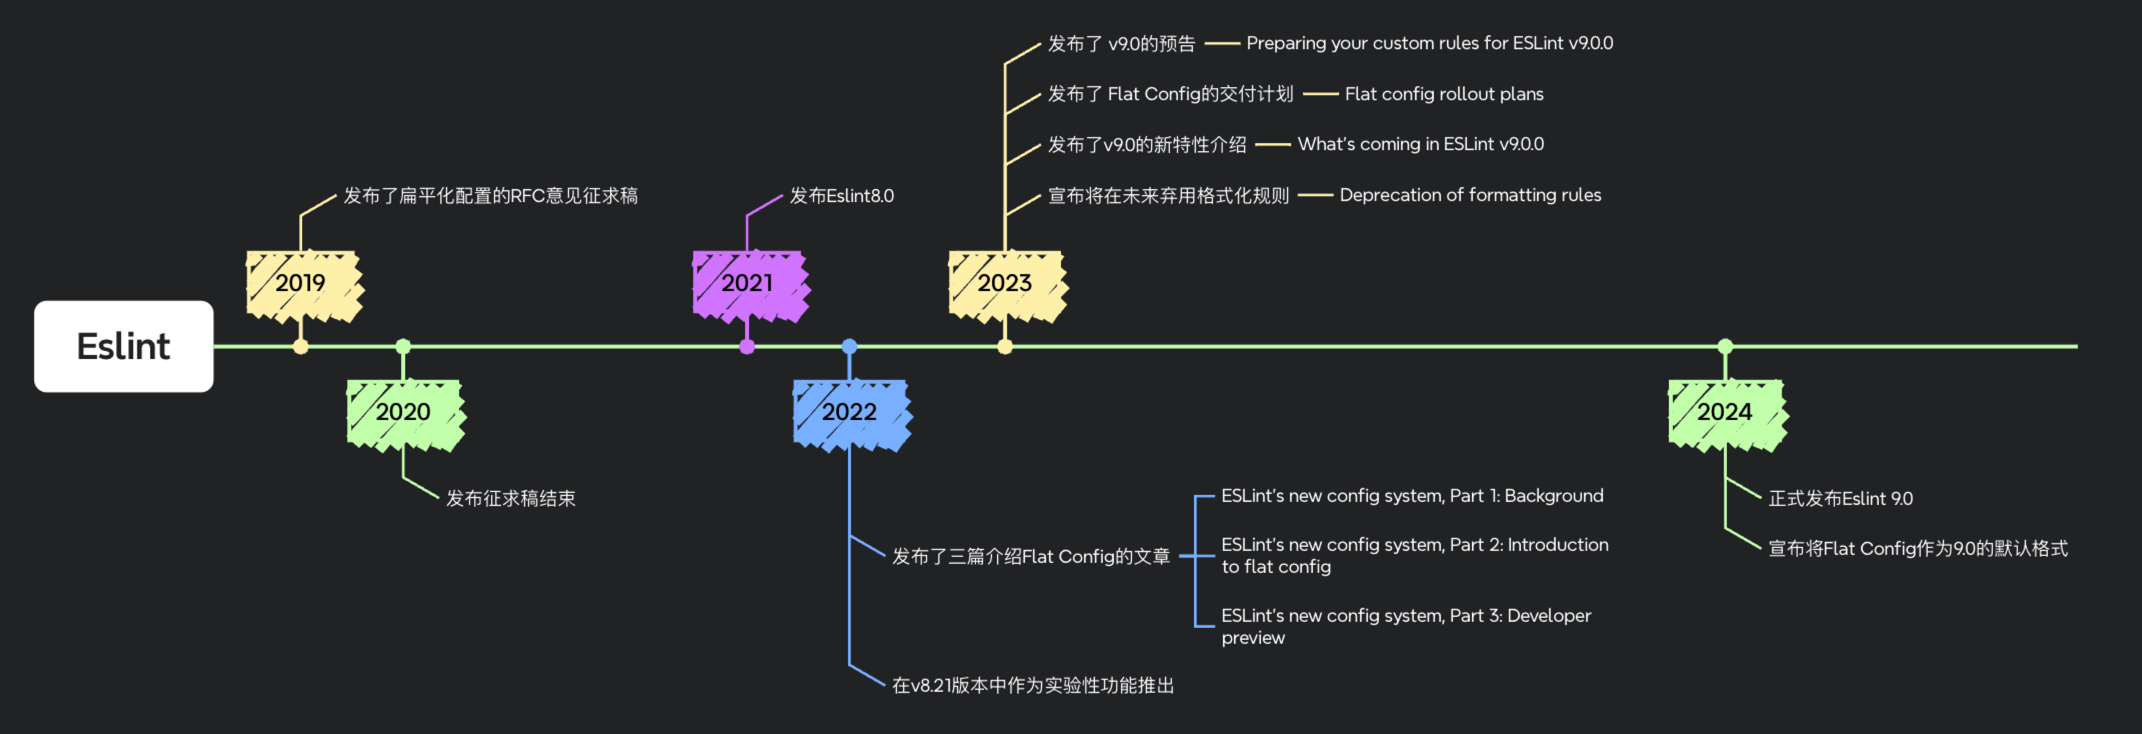 Eslint
2019
发布了扁平化配置的RFC意见征求稿
2020
发布征求稿结束
2021
发布Eslint8.0
2022
发布了三篇介绍Flat Config的文章
ESLint's new config system, Part 1: Background
ESLint's new config system, Part 2: Introduction
to flat config
ESLint's new config system, Part 3: Developer
preview
在v8.21版本中作为实验性功能推出
2023
发布了 v9.0的预告
Preparing your custom rules for ESLint v9.0.0
发布了 Flat Config的交付计划
Flat config rollout plans
发布了v9.0的新特性介绍
What's coming in ESLint v9.0.0
宣布将在未来弃用格式化规则
Deprecation of formatting rules
2024
正式发布Eslint 9.0
宣布将Flat Config作为9.0的默认格式